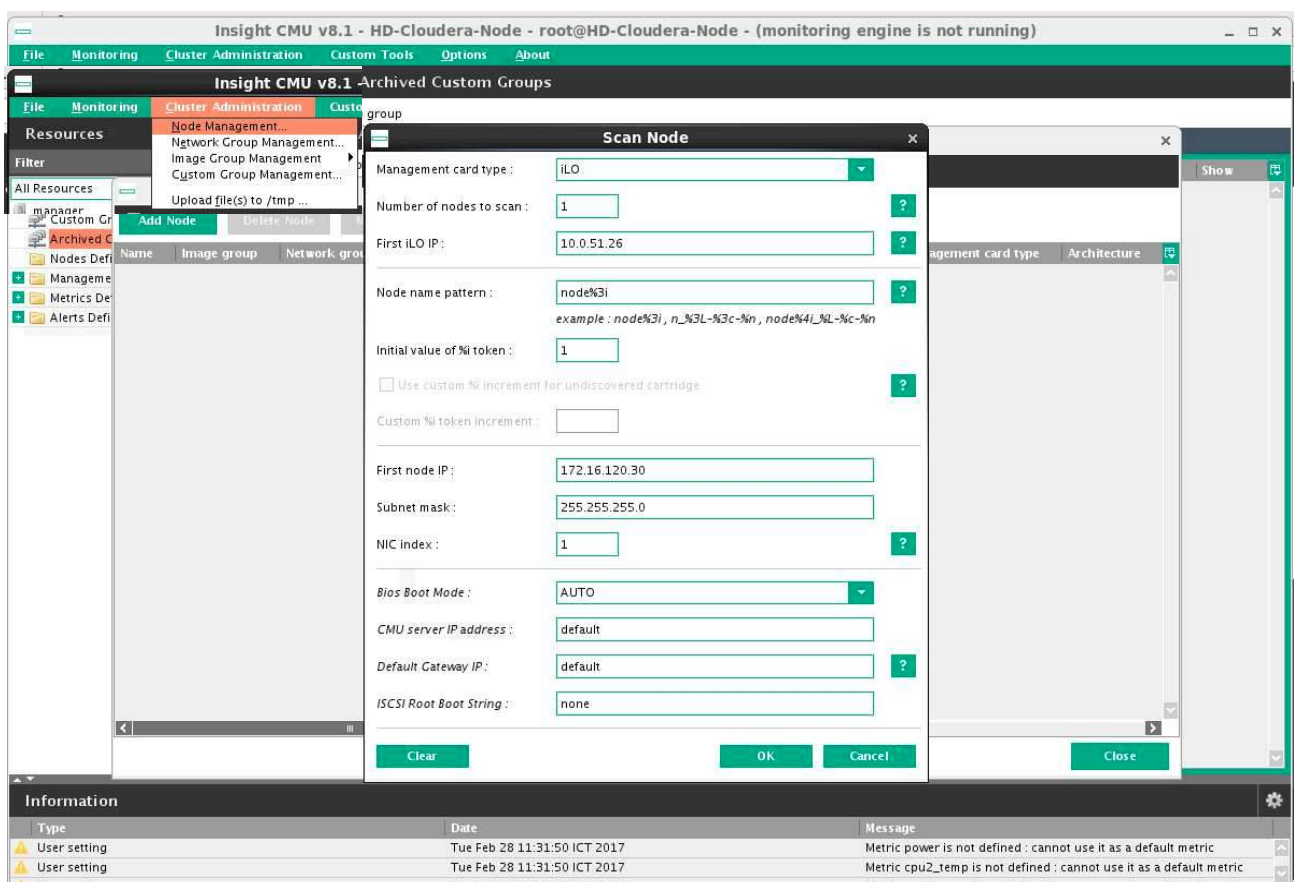 Insight CMU v8.1 - HD-Cloudera-Node - root@HD-Cloudera-Node - (monitoring engine is not running)
File Monitoring Cluster Administration Custom Tools Options About
Insight CMU v8.1 - Archived Custom Groups
File Monitoring Cluster Administration
group
Resources
Node Management...
Network Group Management...
Image Group Management
Custom Group Management...
Upload file(s) to /tmp ...
Filter
All Resources
manager
Custom Gr
Archived C
Nodes Defi
Manageme
Metrics De
Alerts Defi
Show
Add Node Delete Node
Name Image group Network grou
agement card type Architecture
Scan Node
Management card type : iLO
Number of nodes to scan : 1 ?
First iLO IP : 10.0.51.26 ?
Node name pattern : node%3i ?
example : node%3i , n_%3L-%3c-%n , node%4i_%L-%c-%n
Initial value of %i token : 1
Use custom %i increment for undiscovered cartridge ?
Custom %i token increment :
First node IP : 172.16.120.30
Subnet mask : 255.255.255.0
NIC index : 1 ?
Bios Boot Mode : AUTO
CMU server IP address : default
Default Gateway IP : default ?
ISCSI Root Boot String : none
Clear OK Cancel
Close
Information
Type Date Message
User setting Tue Feb 28 11:31:50 ICT 2017 Metric power is not defined : cannot use it as a default metric
User setting Tue Feb 28 11:31:50 ICT 2017 Metric cpu2_temp is not defined : cannot use it as a default metric